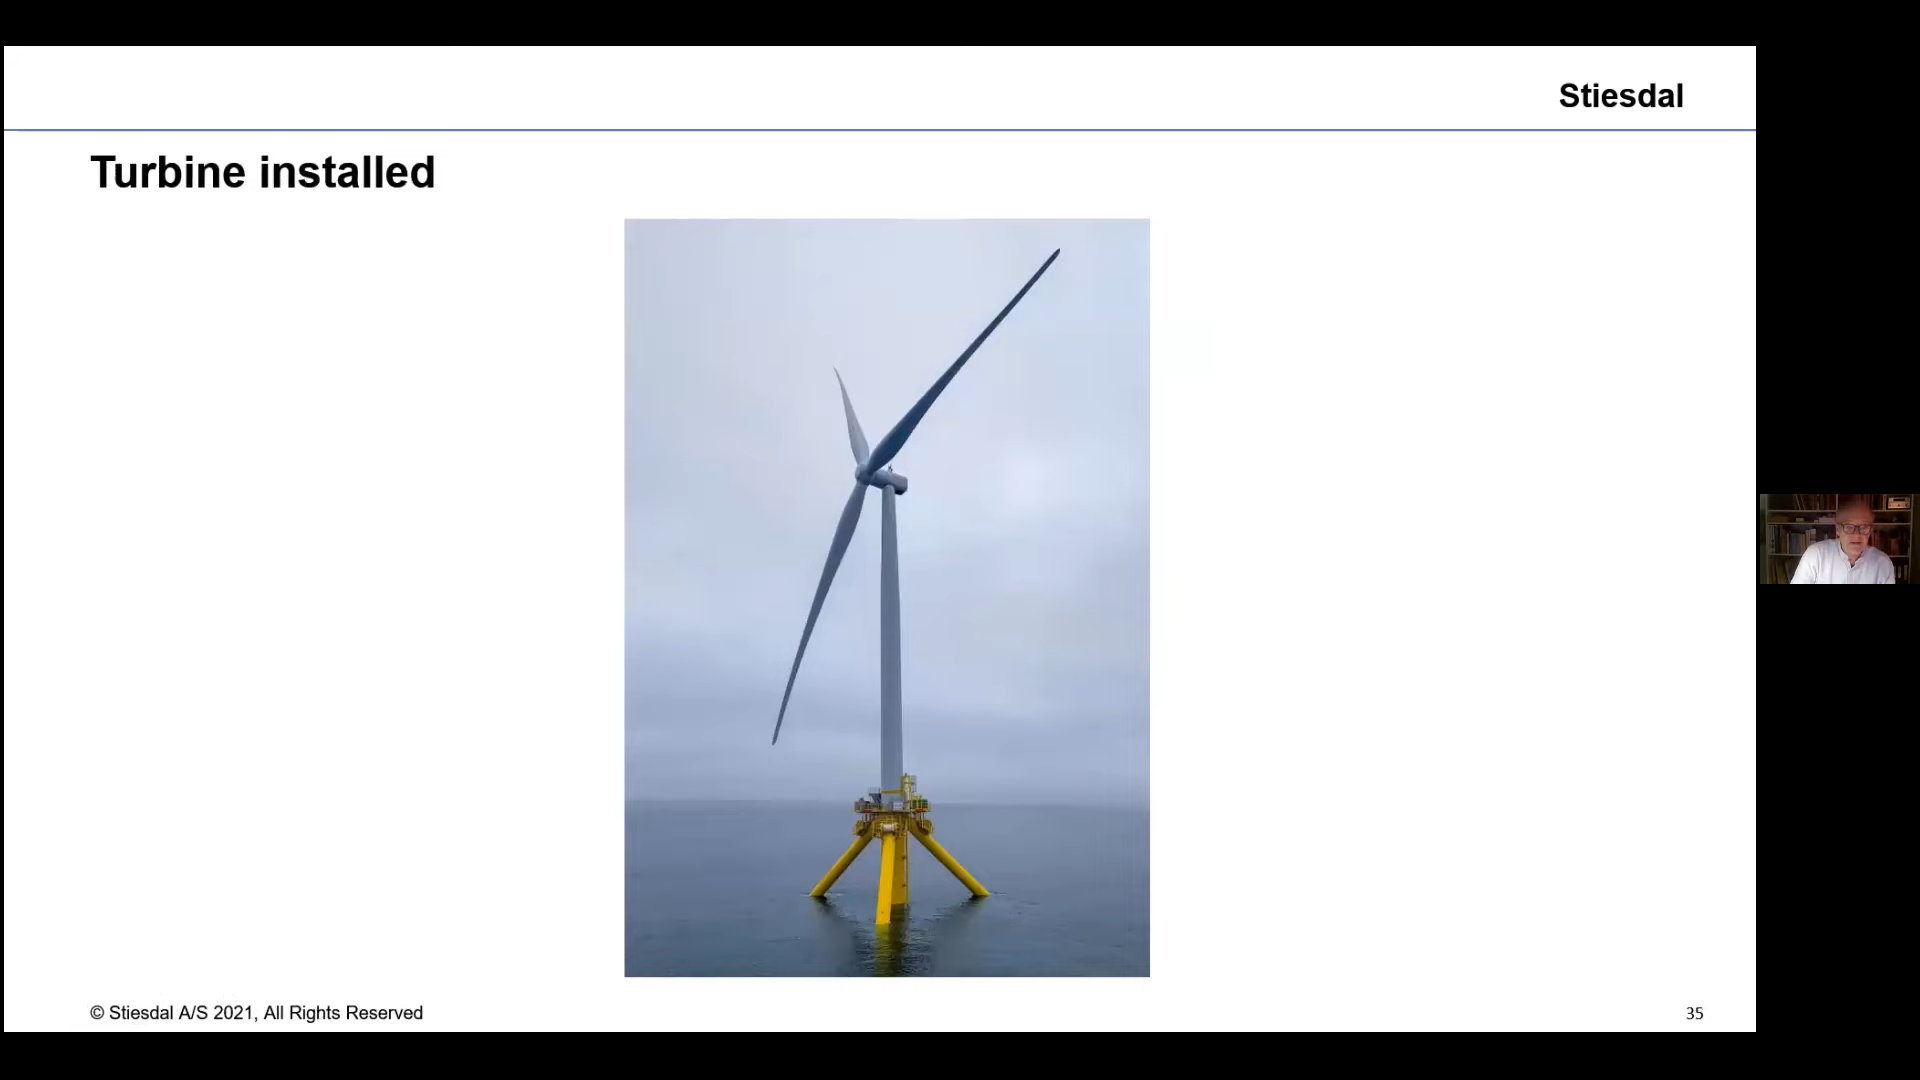 Stiesdal
Turbine installed
© Stiesdal A/S 2021, All Rights Reserved
35